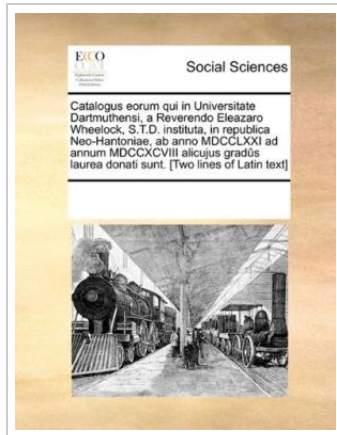 ECCO
Social Sciences
Catalogus eorum qui in Universitate
Dartmuthensi, a Reverendo Eleazaro
Wheelock, S.T.D. instituta, in republica
Neo-Hantoniae, ab anno MDCCLXXI ad
annum MDCCXCVIII alicujus gradûs
laurea donati sunt. [Two lines of Latin text]